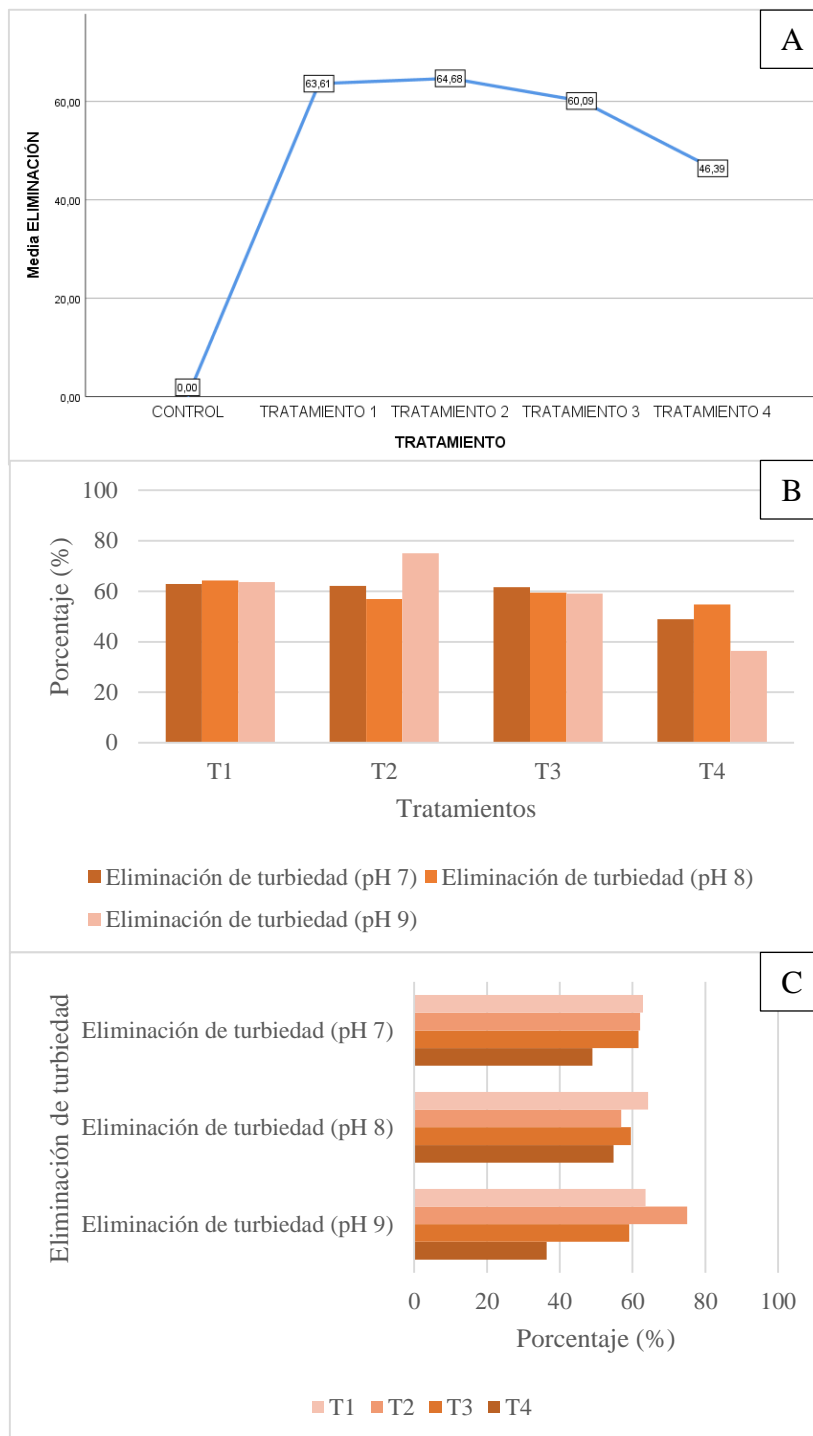 A
Media ELIMINACIÓN
60,00
40,00
20,00
0,00
63,61
64,68
60,09
46,39
0,00
CONTROL
TRATAMIENTO 1
TRATAMIENTO 2
TRATAMIENTO 3
TRATAMIENTO 4
TRATAMIENTO
B
Porcentaje (%)
100
80
60
40
20
0
T1
T2
T3
T4
Tratamientos
Eliminación de turbiedad (pH 7)
Eliminación de turbiedad (pH 8)
Eliminación de turbiedad (pH 9)
C
Eliminación de turbiedad
Eliminación de turbiedad (pH 7)
Eliminación de turbiedad (pH 8)
Eliminación de turbiedad (pH 9)
0
20
40
60
80
100
Porcentaje (%)
T1
T2
T3
T4